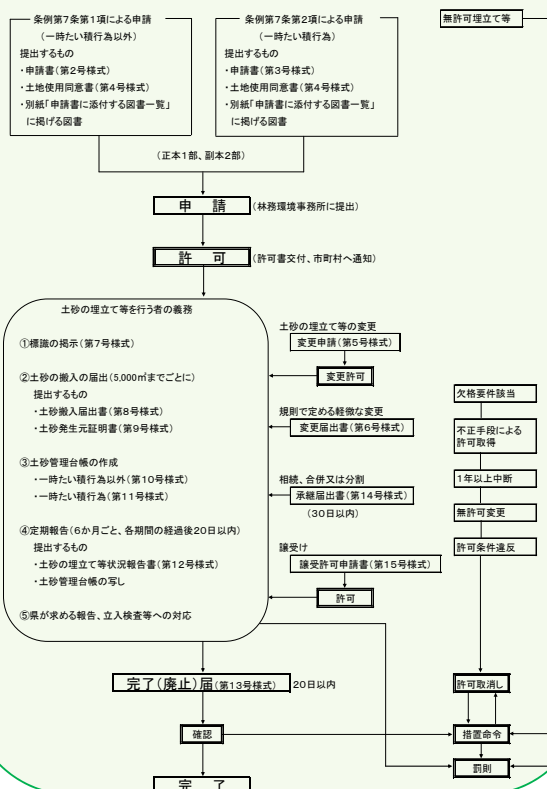 条例第7条第1項による申請
(一時たい積行為以外)
提出するもの
・申請書(第2号様式)
・土地使用同意書(第4号様式)
・別紙「申請書に添付する図書一覧」
に掲げる図書
条例第7条第2項による申請
(一時たい積行為)
提出するもの
・申請書(第3号様式)
・土地使用同意書(第4号様式)
・別紙「申請書に添付する図書一覧」
に掲げる図書
無許可埋立て等
(正本1部、副本2部)
申 請 (林務環境事務所に提出)
許 可 (許可書交付、市町村へ通知)
土砂の埋立て等を行う者の義務
①標識の掲示(第7号様式)
②土砂の搬入の届出(5,000㎥までごとに)
提出するもの
・土砂搬入届出書(第8号様式)
・土砂発生元証明書(第9号様式)
③土砂管理台帳の作成
・一時たい積行為以外(第10号様式)
・一時たい積行為(第11号様式)
④定期報告(6か月ごと、各期間の経過後20日以内)
提出するもの
・土砂の埋立て等状況報告書(第12号様式)
・土砂管理台帳の写し
⑤県が求める報告、立入検査等への対応
土砂の埋立て等の変更
変更申請(第5号様式)
変更許可
規則で定める軽微な変更
変更届出書(第6号様式)
相続、合併又は分割
承継届出書(第14号様式)
(30日以内)
譲受け
譲受許可申請書(第15号様式)
許可
欠格要件該当
不正手段による
許可取得
1年以上中断
無許可変更
許可条件違反
完了(廃止)届(第13号様式) 20日以内
許可取消し
確認
措置命令
罰則
完 了